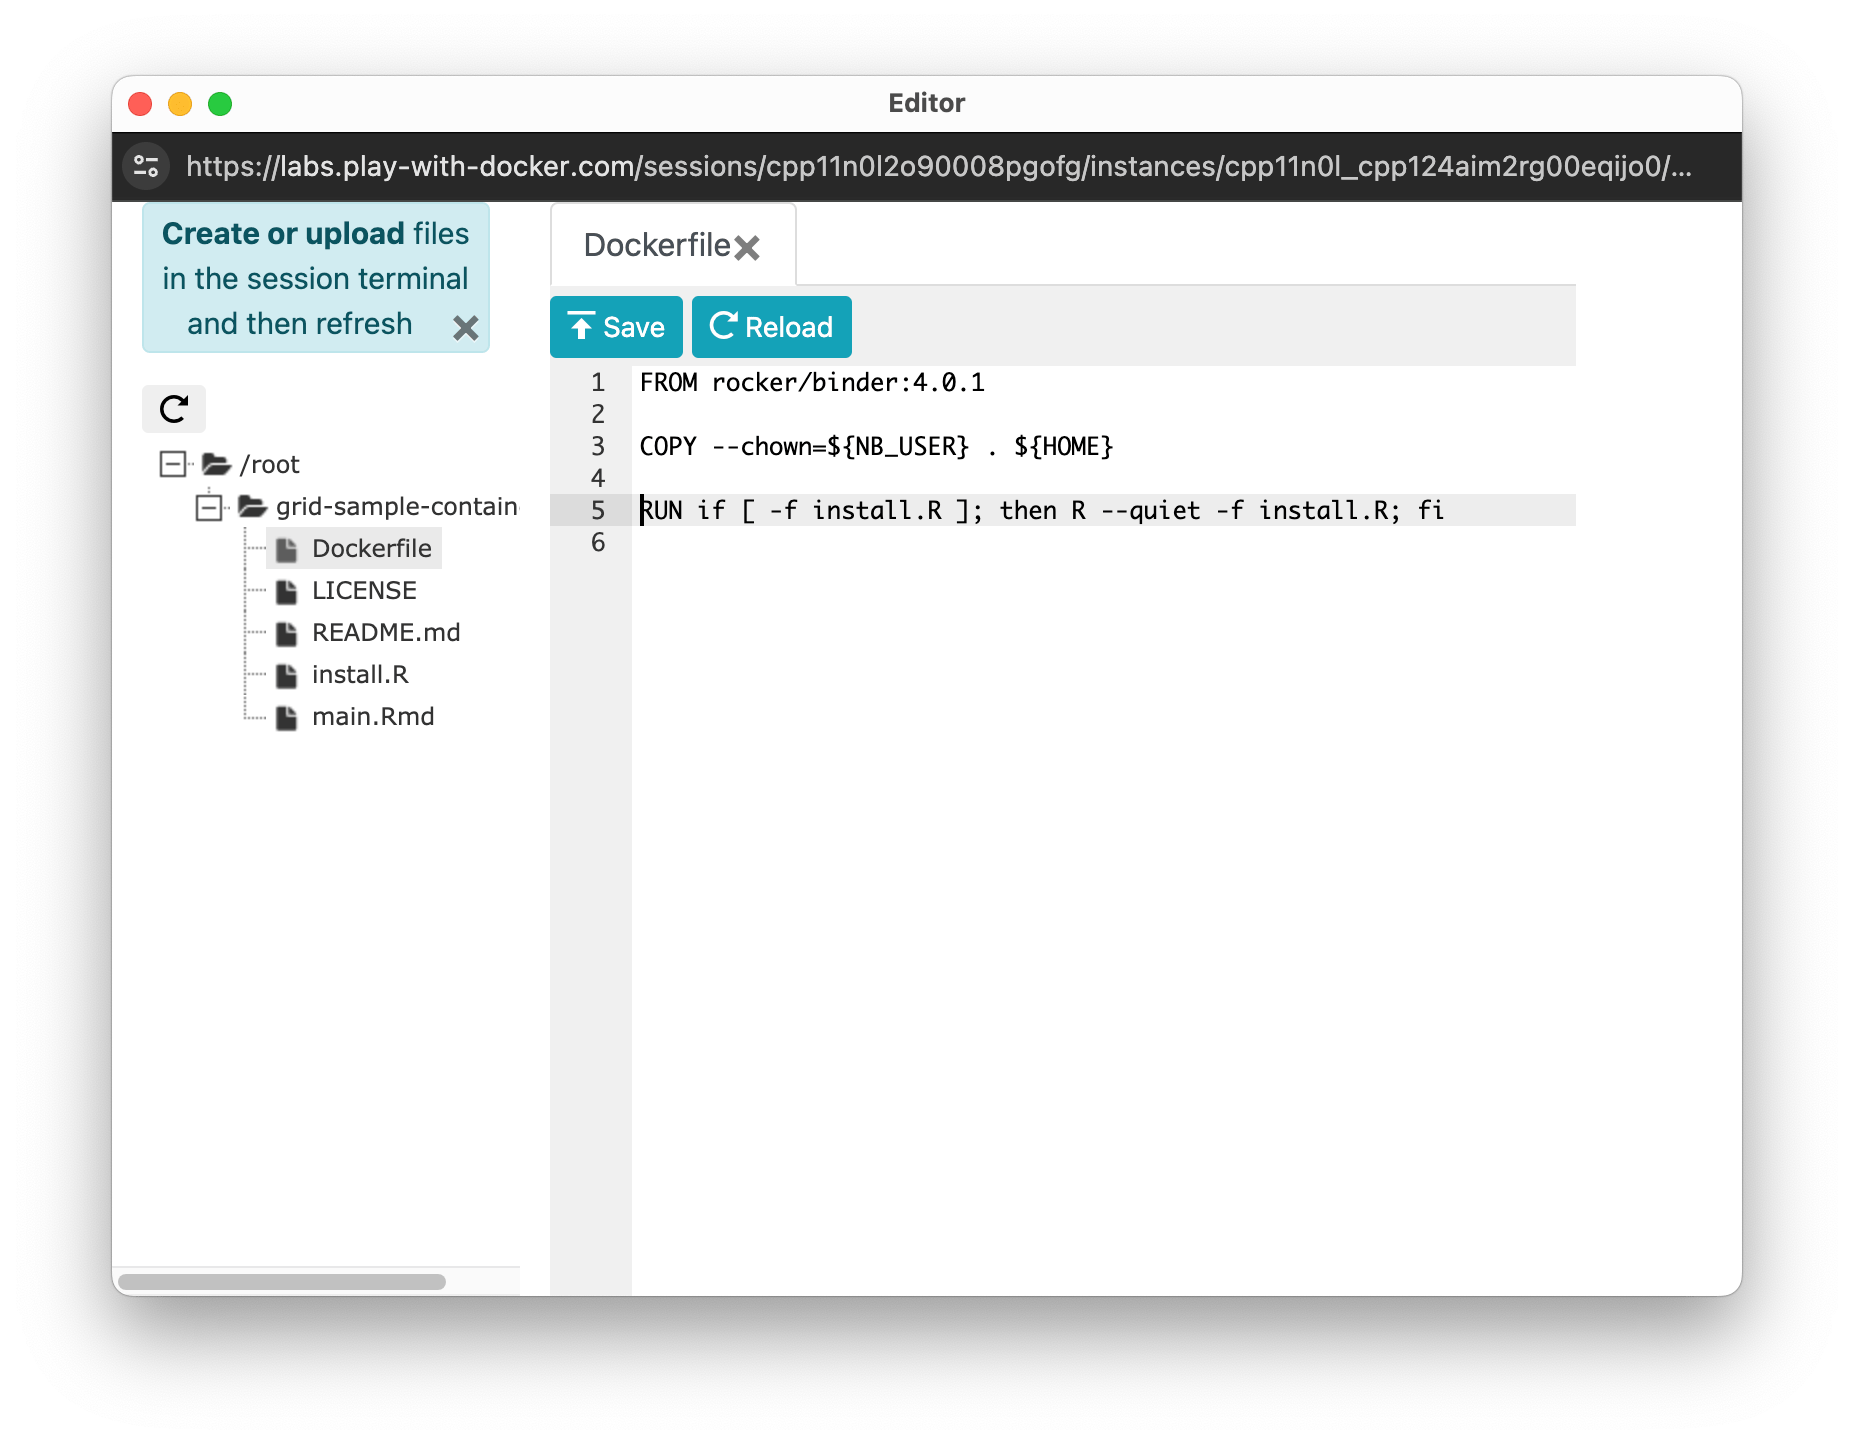 Editor
https://labs.play-with-docker.com/sessions/cpp11n0l2o90008pgofg/instances/cpp11n0l_cpp124aim2rg00eqijo0/...
Create or upload files
in the session terminal
and then refresh
/root
grid-sample-contain
Dockerfile
LICENSE
README.md
install.R
main.Rmd
Dockerfile
Save
Reload
1 FROM rocker/binder:4.0.1
2
3 COPY --chown=${NB_USER} . ${HOME}
4
5 RUN if [ -f install.R ]; then R --quiet -f install.R; fi
6